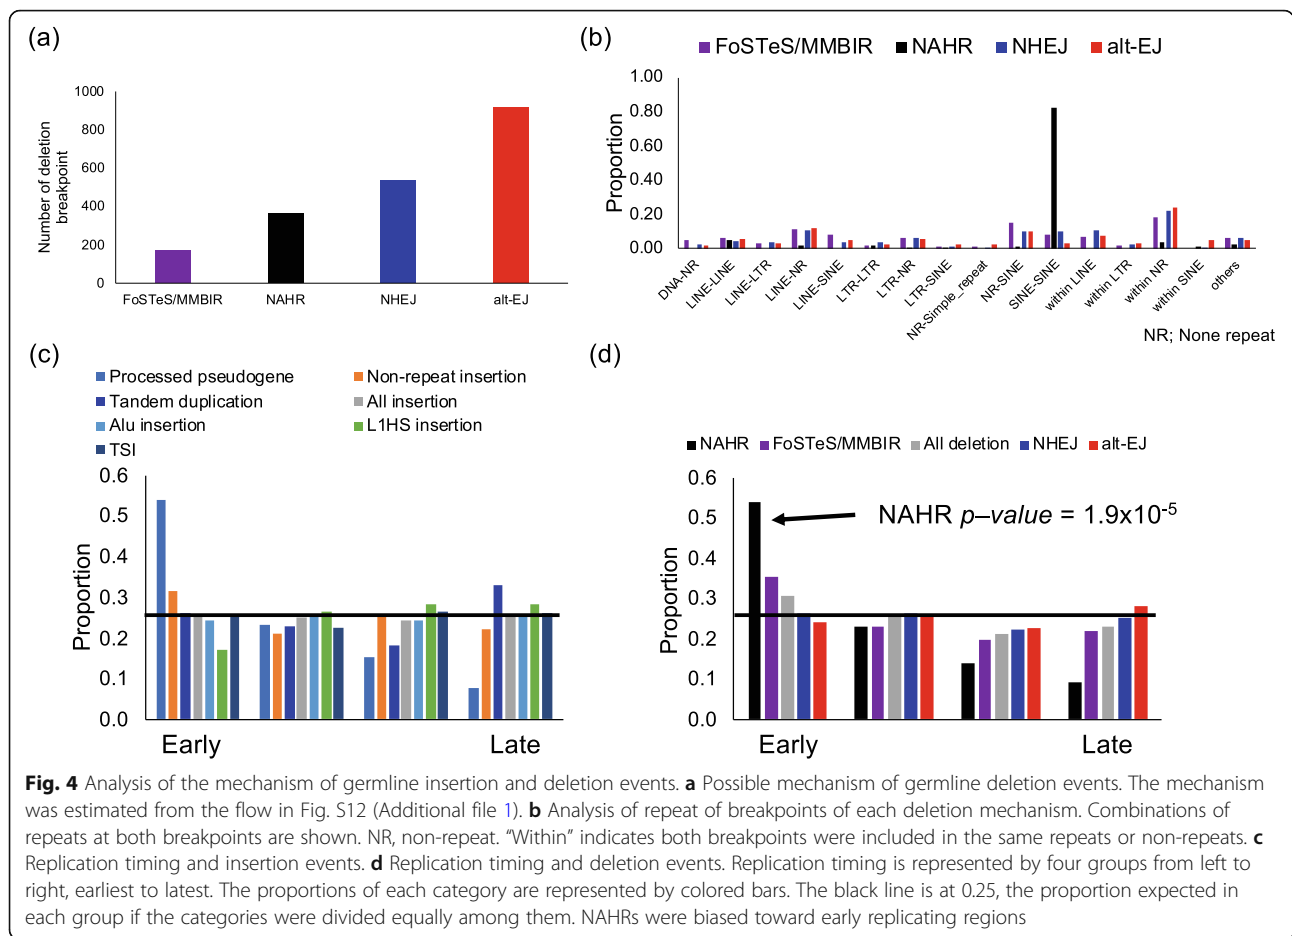 (a)
Number of deletion
breakpoint
1000
800
600
400
200
0
FoSTeS/MMBIR NAHR NHEJ alt-EJ
(b)
FoSTeS/MMBIR NAHR NHEJ alt-EJ
Proportion
1.00
0.80
0.60
0.40
0.20
0.00
DNA-NR
LINE-LINE
LINE-LTR
LINE-NR
LINE-SINE
LTR-LTR
LTR-NR
LTR-SINE
NR-Simple_repeat
NR-SINE
SINE-SINE
within LINE
within LTR
within NR
within SINE
others
NR; None repeat
(c)
Processed pseudogene Non-repeat insertion
Tandem duplication All insertion
Alu insertion L1HS insertion
TSI
Proportion
0.6
0.5
0.4
0.3
0.2
0.1
0.0
Early Late
(d)
NAHR FoSTeS/MMBIR All deletion NHEJ alt-EJ
Proportion
0.6
0.5
0.4
0.3
0.2
0.1
0.0
NAHR p–value = 1.9x10-5
Early Late
Fig. 4 Analysis of the mechanism of germline insertion and deletion events. a Possible mechanism of germline deletion events. The mechanism
was estimated from the flow in Fig. S12 (Additional file 1). b Analysis of repeat of breakpoints of each deletion mechanism. Combinations of
repeats at both breakpoints are shown. NR, non-repeat. “Within” indicates both breakpoints were included in the same repeats or non-repeats. c
Replication timing and insertion events. d Replication timing and deletion events. Replication timing is represented by four groups from left to
right, earliest to latest. The proportions of each category are represented by colored bars. The black line is at 0.25, the proportion expected in
each group if the categories were divided equally among them. NAHRs were biased toward early replicating regions